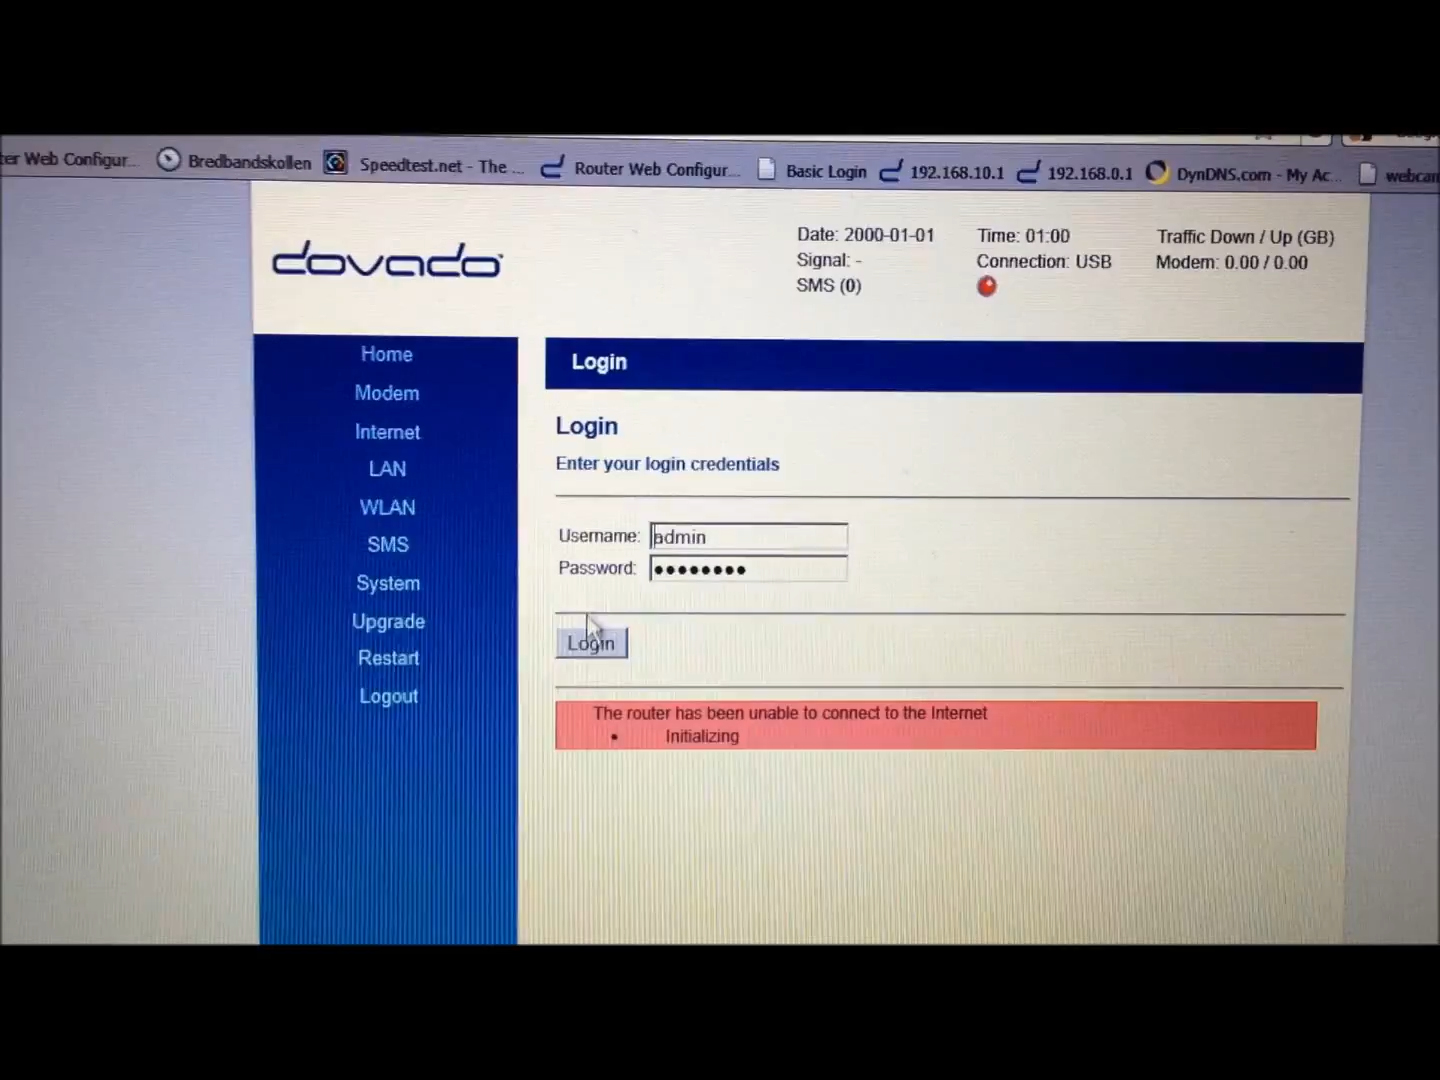 er Web Configur... Bredbandskollen Speedtest.net - The ... Router Web Configur... Basic Login 192.168.10.1 192.168.0.1 DynDNS.com - My Ac... webcam
dovado
Date: 2000-01-01 Time: 01:00 Traffic Down / Up (GB)
Signal: - Connection: USB Modem: 0.00 / 0.00
SMS (0)
Home
Modem
Internet
LAN
WLAN
SMS
System
Upgrade
Restart
Logout
Login
Login
Enter your login credentials
Username: admin
Password: ●●●●●●●●
Login
The router has been unable to connect to the Internet
• Initializing